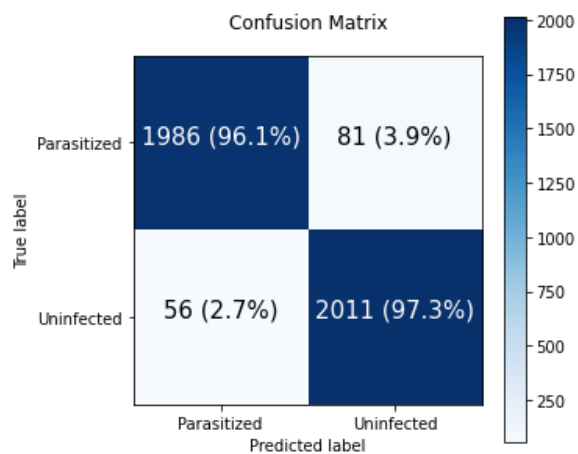 Confusion Matrix
True label
Parasitized
1986 (96.1%)
81 (3.9%)
Uninfected
56 (2.7%)
2011 (97.3%)
Parasitized
Uninfected
Predicted label
2000
1750
1500
1250
1000
750
500
250